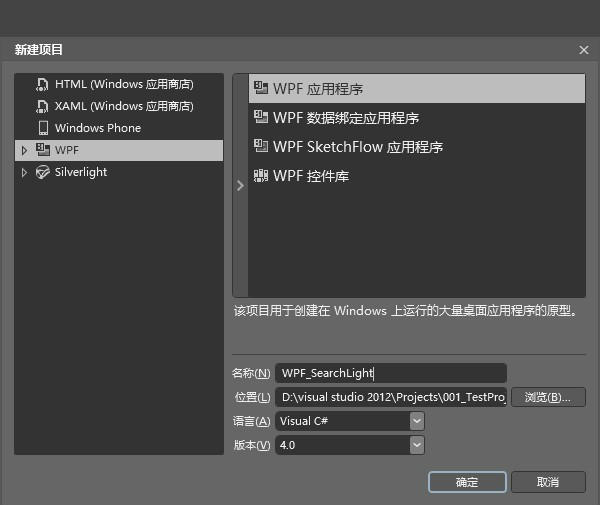 新建项目
HTML (Windows 应用商店)
XAML (Windows 应用商店)
Windows Phone
WPF
Silverlight
WPF 应用程序
WPF 数据绑定应用程序
WPF SketchFlow 应用程序
WPF 控件库
该项目用于创建在 Windows 上运行的大量桌面应用程序的原型。
名称(N) WPF_SearchLight
位置(L) D:\visual studio 2012\Projects\001_TestProj 浏览(B)...
语言(A) Visual C#
版本(V) 4.0
确定 取消